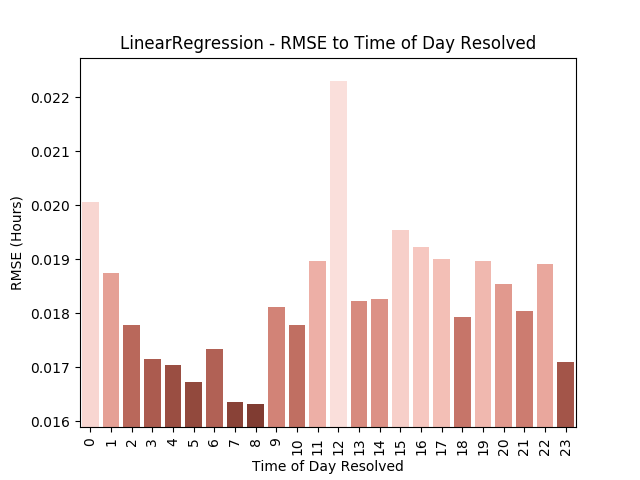 LinearRegression - RMSE to Time of Day Resolved
0.022
0.021
0.020
0.019
0.018
0.017
0.016
RMSE (Hours)
0 1 2 3 4 5 6 7 8 9 10 11 12 13 14 15 16 17 18 19 20 21 22 23
Time of Day Resolved